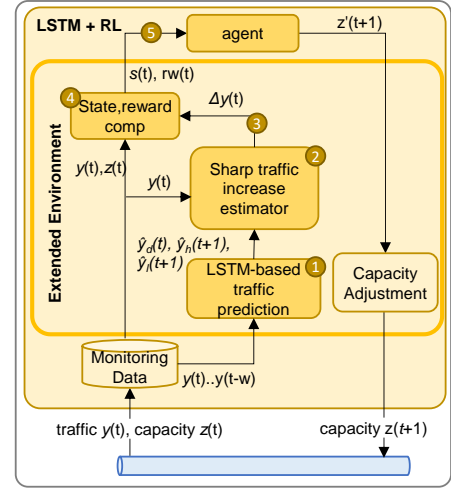 LSTM + RL
5
agent
z'(t+1)
s(t), rw(t)
4
State,reward
comp
Δy(t)
3
Extended Environment
y(t),z(t)
y(t)
2
Sharp traffic
increase
estimator
ŷd(t), ŷh(t+1),
ŷl(t+1)
1
LSTM-based
traffic
prediction
Capacity
Adjustment
Monitoring
Data
y(t)..y(t-w)
traffic y(t), capacity z(t)
capacity z(t+1)